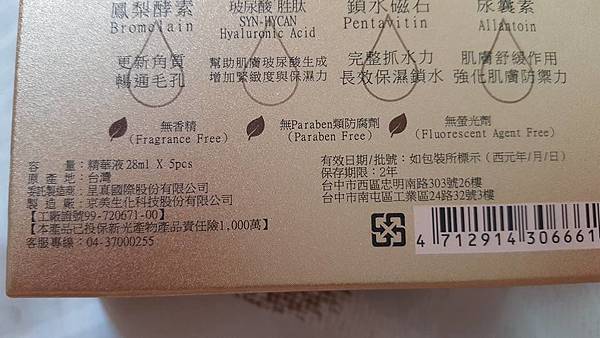 鳳梨酵素 玻尿酸胜肽 鎖水磁石 尿囊素
Bromelain SYN-HYCAN Pentavitin Allantoin
Hyaluronic Acid
更新角質 幫助肌膚玻尿酸生成 完整抓水力 肌膚舒緩作用
暢通毛孔 增加緊緻度與保濕力 長效保濕鎖水 強化肌膚防禦力
無香精 無Paraben類防腐劑 無螢光劑
(Fragrance Free) (Paraben Free) (Fluorescent Agent Free)
容 量：精華液28ml X 5pcs
原 產 地：台灣
委託製造商：呈真國際股份有限公司
製 造 廠：京美生化科技股份有限公司
【工廠證號99-720671-00】
【本產品已投保新光產物產品責任險1,000萬】
客服專線：04-37000255
有效日期/批號：如包裝所標示（西元年/月/日）
保存期限：2年
台中市西區忠明南路303號26樓
台中市南屯區工業區24路32號3樓
4 712914 306661